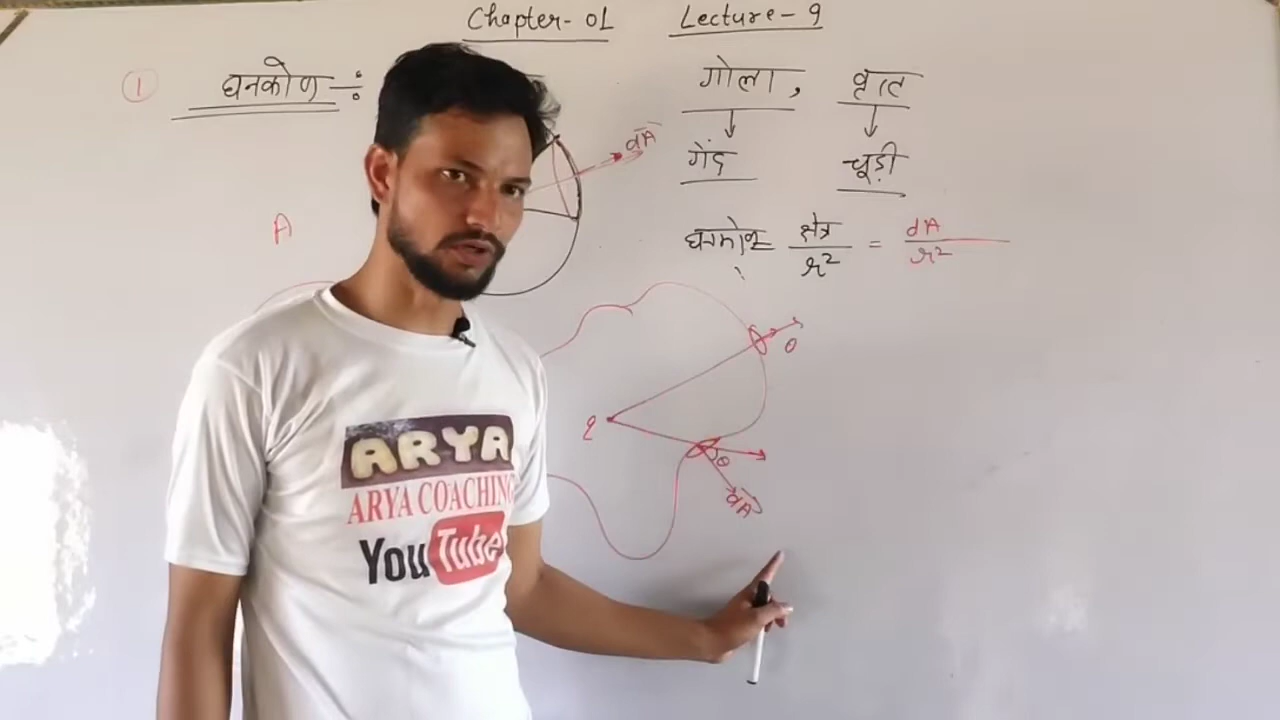 Chapter-01 Lecture-9
① घनकोण ÷
गोला, वृत्त
गेंद चूड़ी
dA
A
घनकोण क्षेत्र/r² = dA/r²
θ
q
θ
dA
ARYA
ARYA COACHING
YouTube